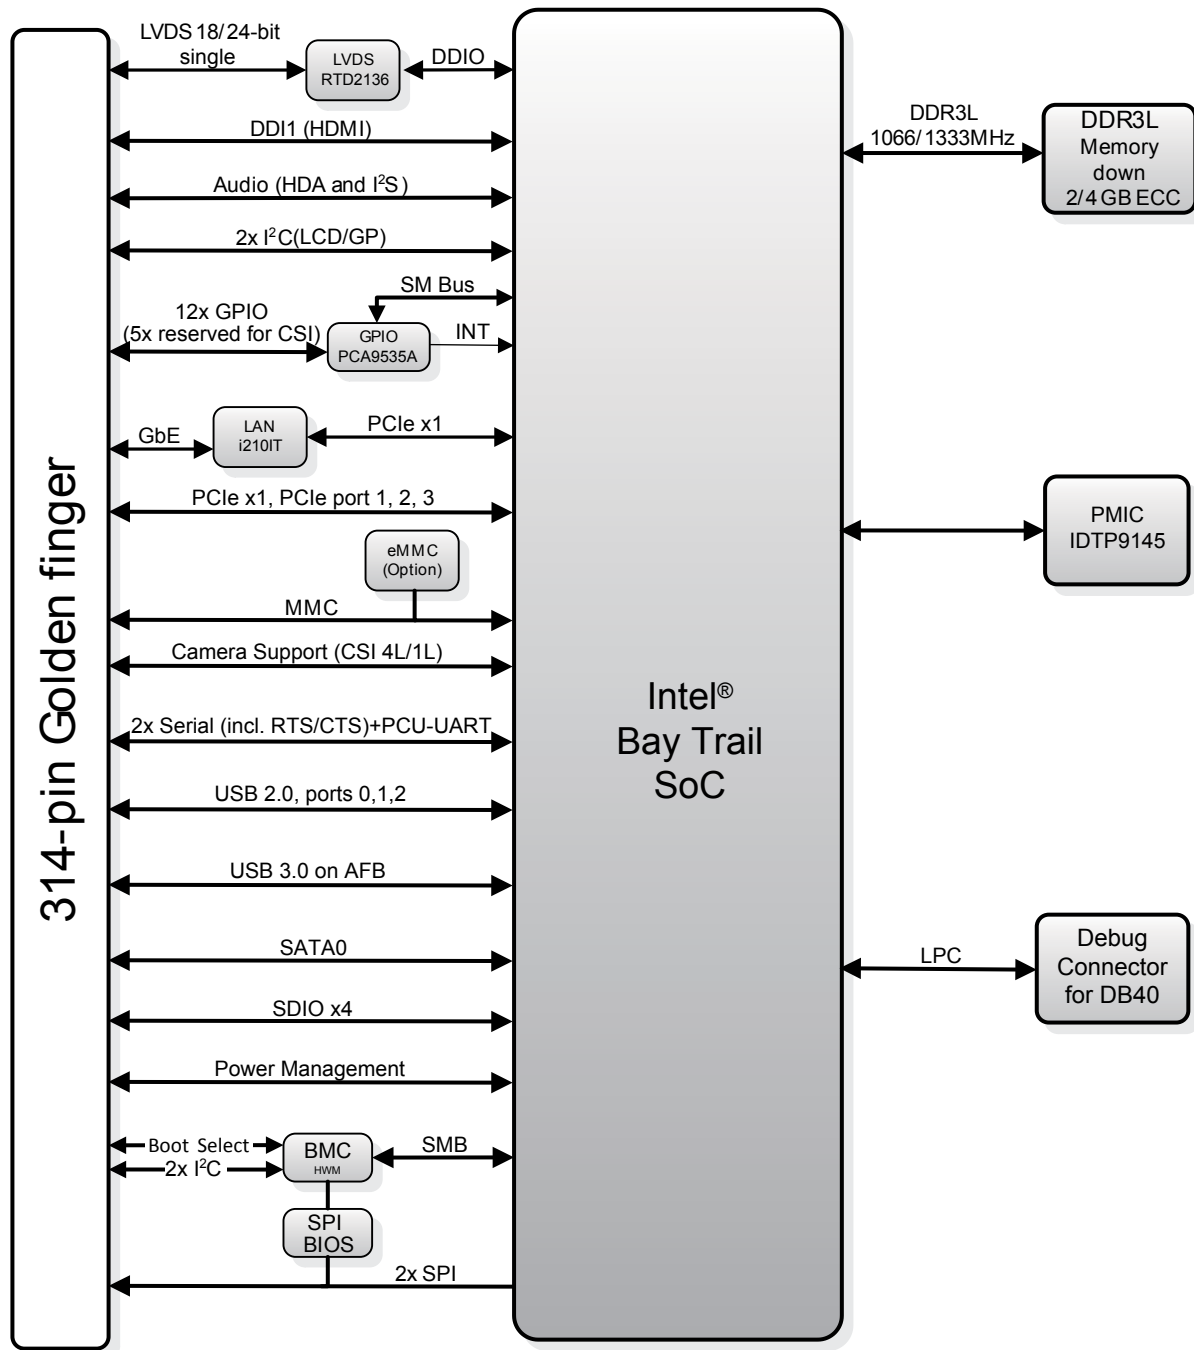 LVDS 18/24-bit
single
LVDS
RTD2136
DDIO
DDI1 (HDMI)
Audio (HDA and I²S)
2x I²C(LCD/GP)
SM Bus
12x GPIO
(5x reserved for CSI)
GPIO
PCA9535A
INT
GbE
LAN
i210IT
PCIe x1
PCIe x1, PCIe port 1, 2, 3
eMMC
(Option)
MMC
Camera Support (CSI 4L/1L)
2x Serial (incl. RTS/CTS)+PCU-UART
USB 2.0, ports 0,1,2
USB 3.0 on AFB
SATA0
SDIO x4
Power Management
Boot Select
2x I²C
BMC
HWM
SMB
SPI
BIOS
2x SPI
314-pin Golden finger
Intel®
Bay Trail
SoC
DDR3L
1066/1333MHz
DDR3L
Memory
down
2/4 GB ECC
PMIC
IDTP9145
LPC
Debug
Connector
for DB40